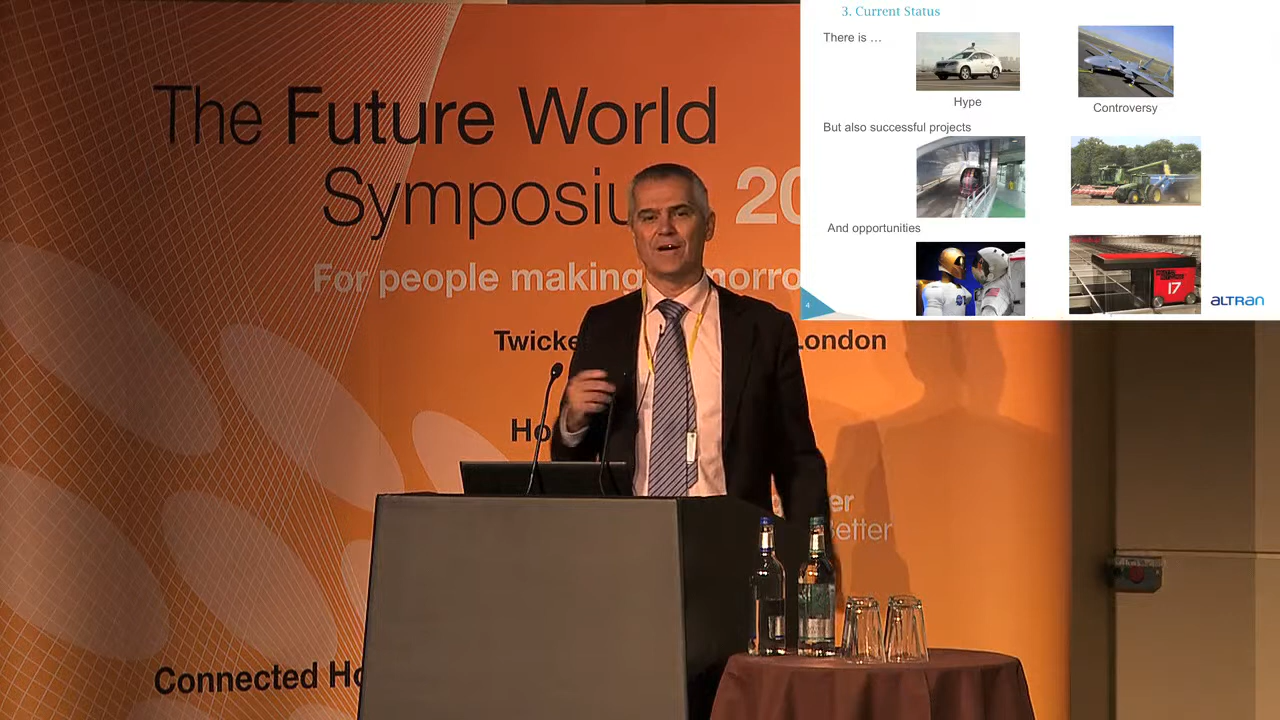 The Future World
Symposiu
20
For people making
morro
Twicke
London
Ho
er
Better
Connected Ho
3. Current Status
There is …
Hype
Controversy
But also successful projects
And opportunities
17
4
ALTRAN